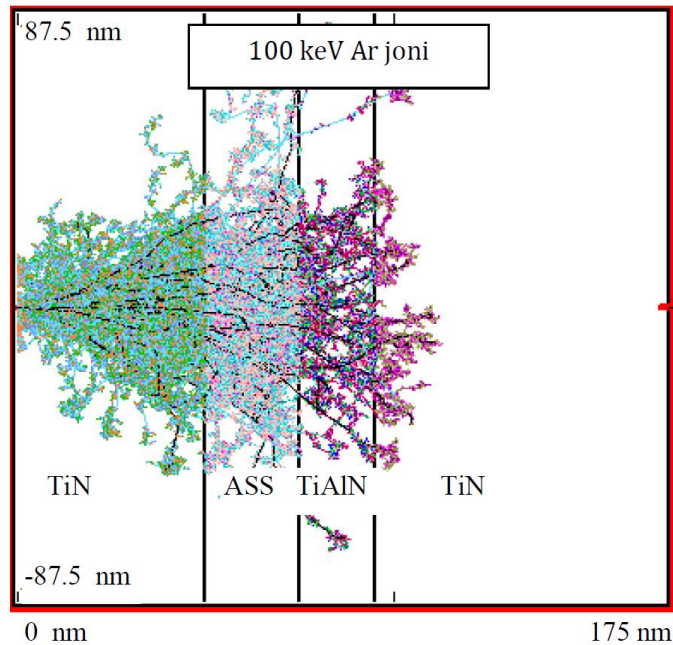 87.5 nm
100 keV Ar joni
TiN ASS TiAlN TiN
-87.5 nm
0 nm 175 nm